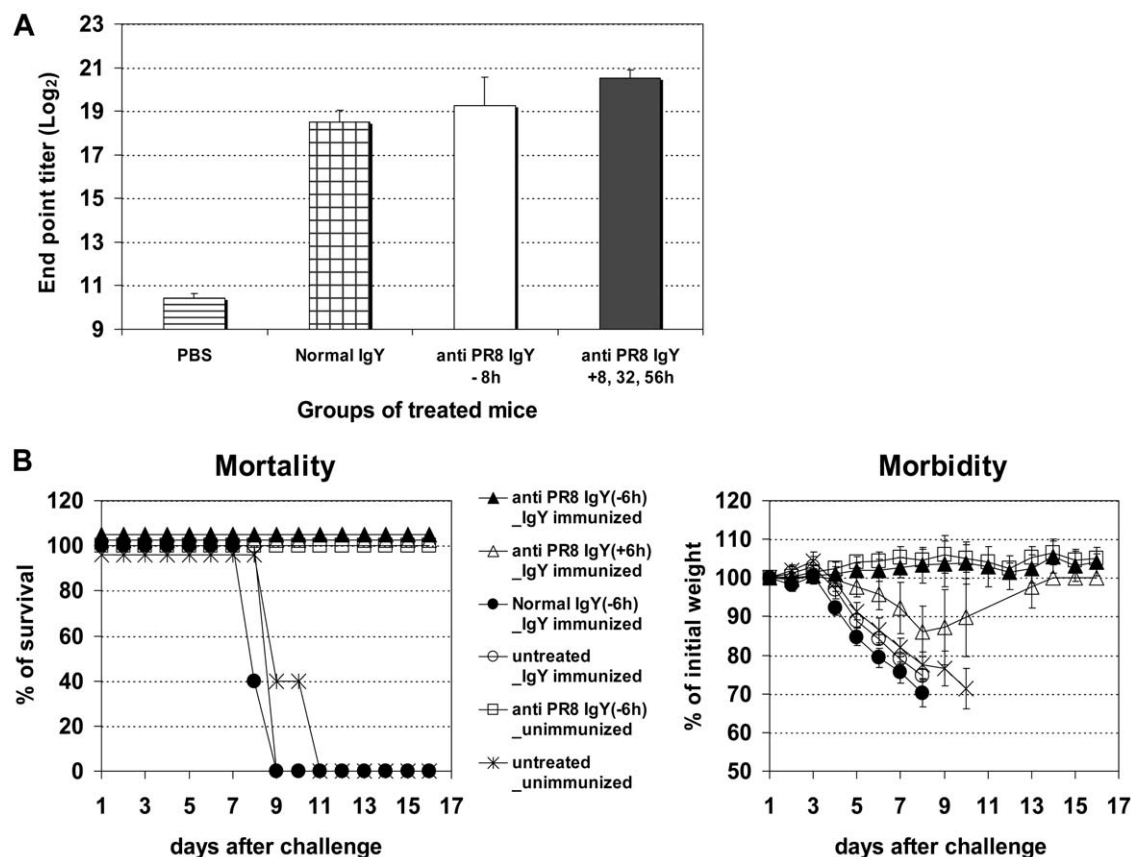 A
End point titer (Log2)
23
21
19
17
15
13
11
9
PBS
Normal IgY
anti PR8 IgY
- 8h
anti PR8 IgY
+8, 32, 56h
Groups of treated mice
B
Mortality
% of survival
120
100
80
60
40
20
0
1 3 5 7 9 11 13 15 17
days after challenge
anti PR8 IgY(-6h)
_IgY immunized
anti PR8 IgY(+6h)
_IgY immunized
Normal IgY(-6h)
_IgY immunized
untreated
_IgY immunized
anti PR8 IgY(-6h)
_unimmunized
untreated
_unimmunized
Morbidity
% of initial weight
120
110
100
90
80
70
60
50
1 3 5 7 9 11 13 15 17
days after challenge